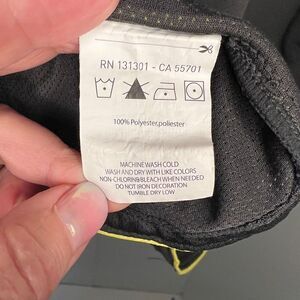 RN 131301 - CA 55701
100% Polyester,poliester
MACHINE WASH COLD
WASH AND DRY WITH LIKE COLORS
NON-CHLORING&BLEACH WHEN NEEDED
DO NOT IRON DECORATION
TUMBLE DRY LOW